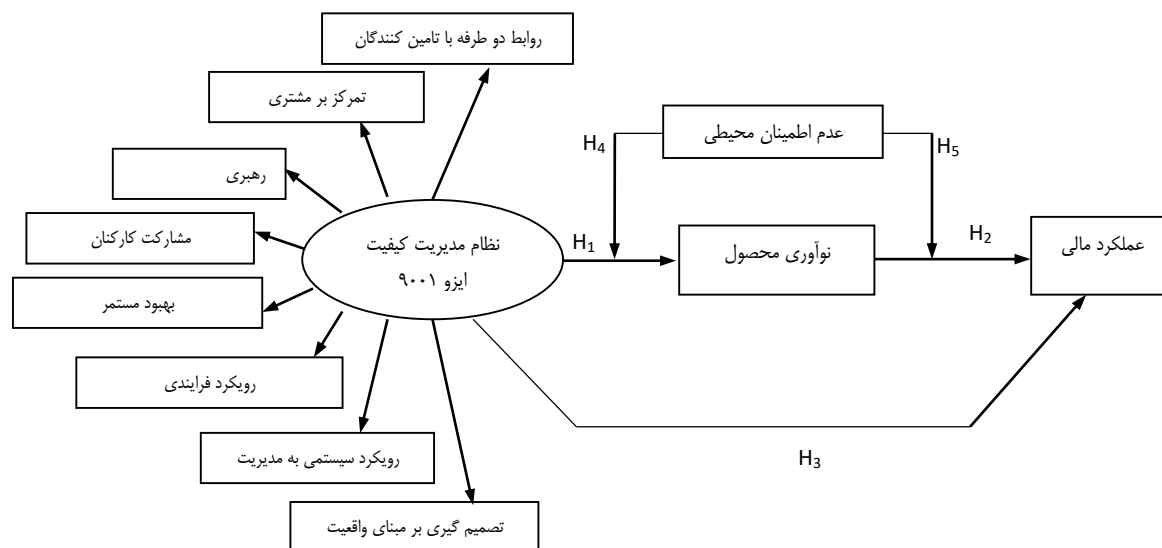 روابط دو طرفه با تامین کنندگان
تمرکز بر مشتری
رهبری
مشارکت کارکنان
بهبود مستمر
رویکرد فرایندی
رویکرد سیستمی به مدیریت
تصمیم گیری بر مبنای واقعیت
نظام مدیریت کیفیت
ایزو ۹۰۰۱
H₁
عدم اطمینان محیطی
H₄
H₅
نوآوری محصول
H₂
عملکرد مالی
H₃